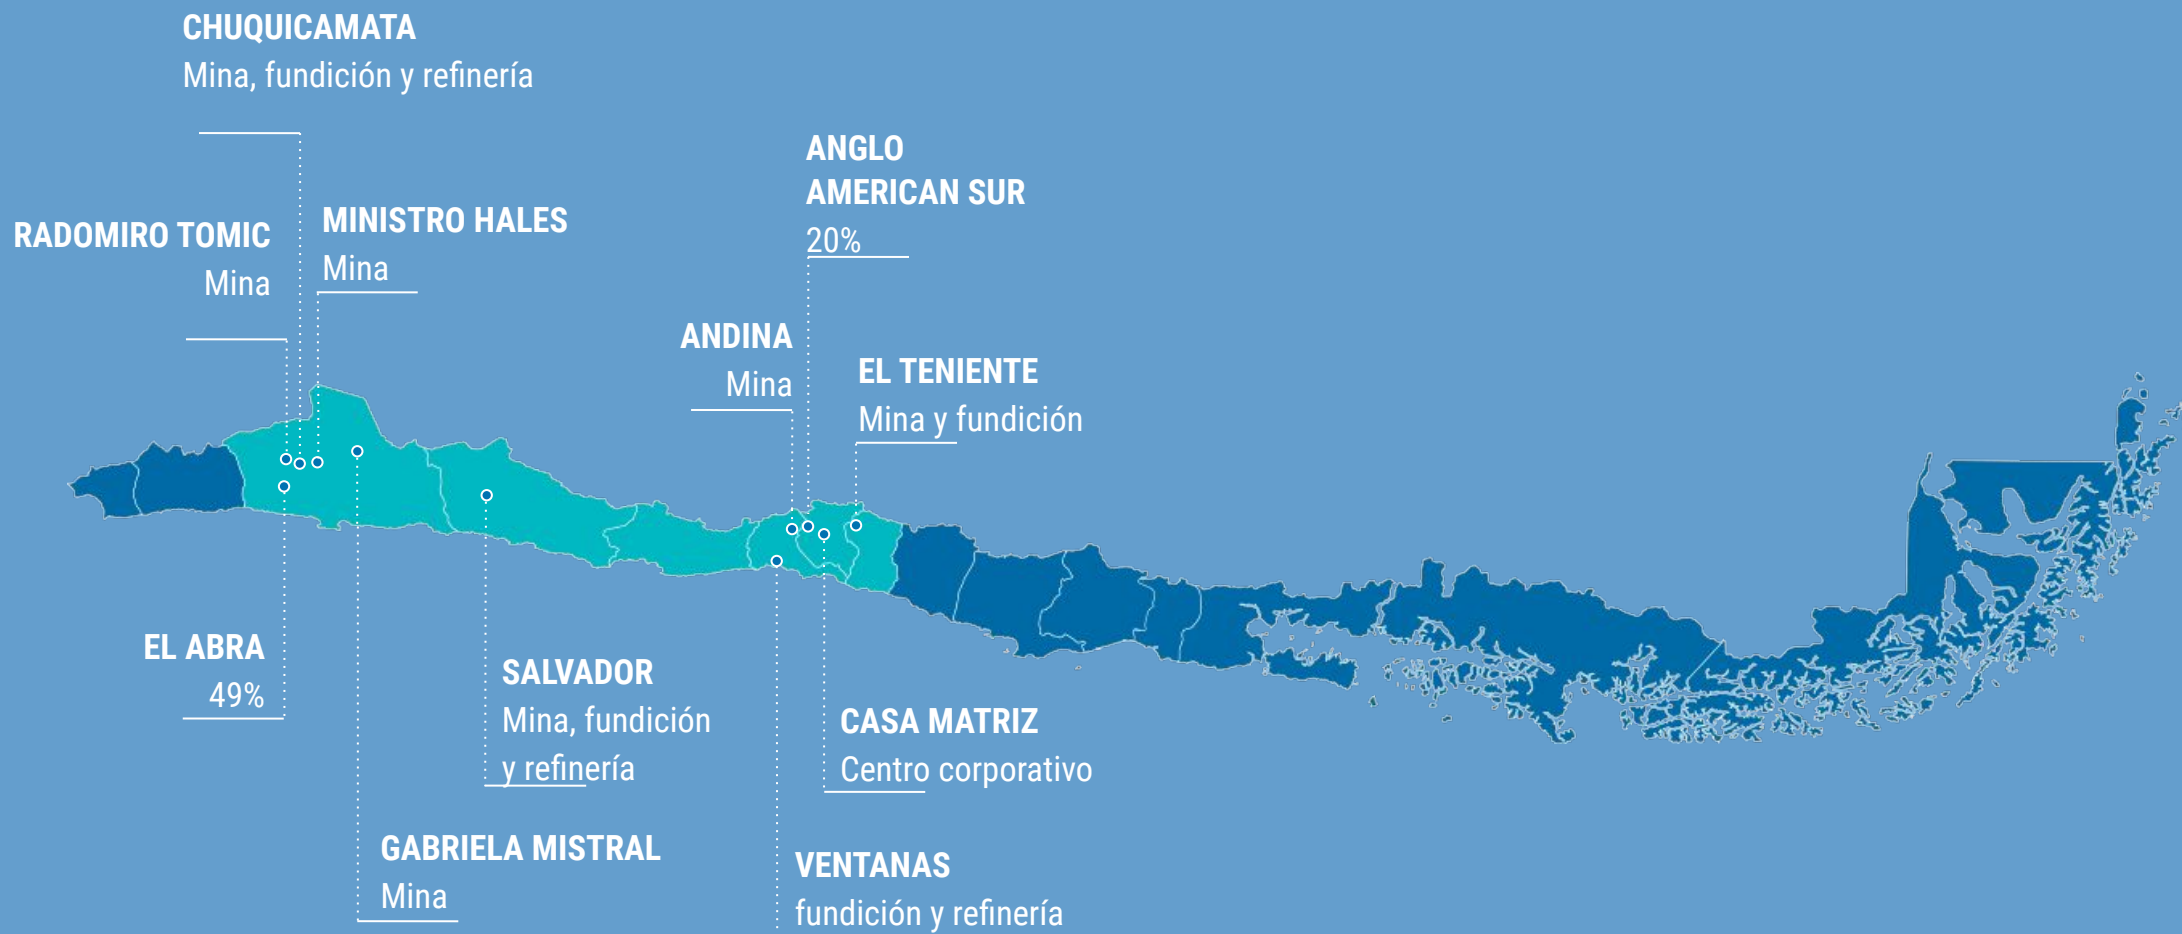 CHUQUICAMATA
Mina, fundición y refinería
RADOMIRO TOMIC
Mina
MINISTRO HALES
Mina
ANGLO
AMERICAN SUR
20%
ANDINA
Mina
EL TENIENTE
Mina y fundición
EL ABRA
49%
SALVADOR
Mina, fundición
y refinería
CASA MATRIZ
Centro corporativo
GABRIELA MISTRAL
Mina
VENTANAS
fundición y refinería